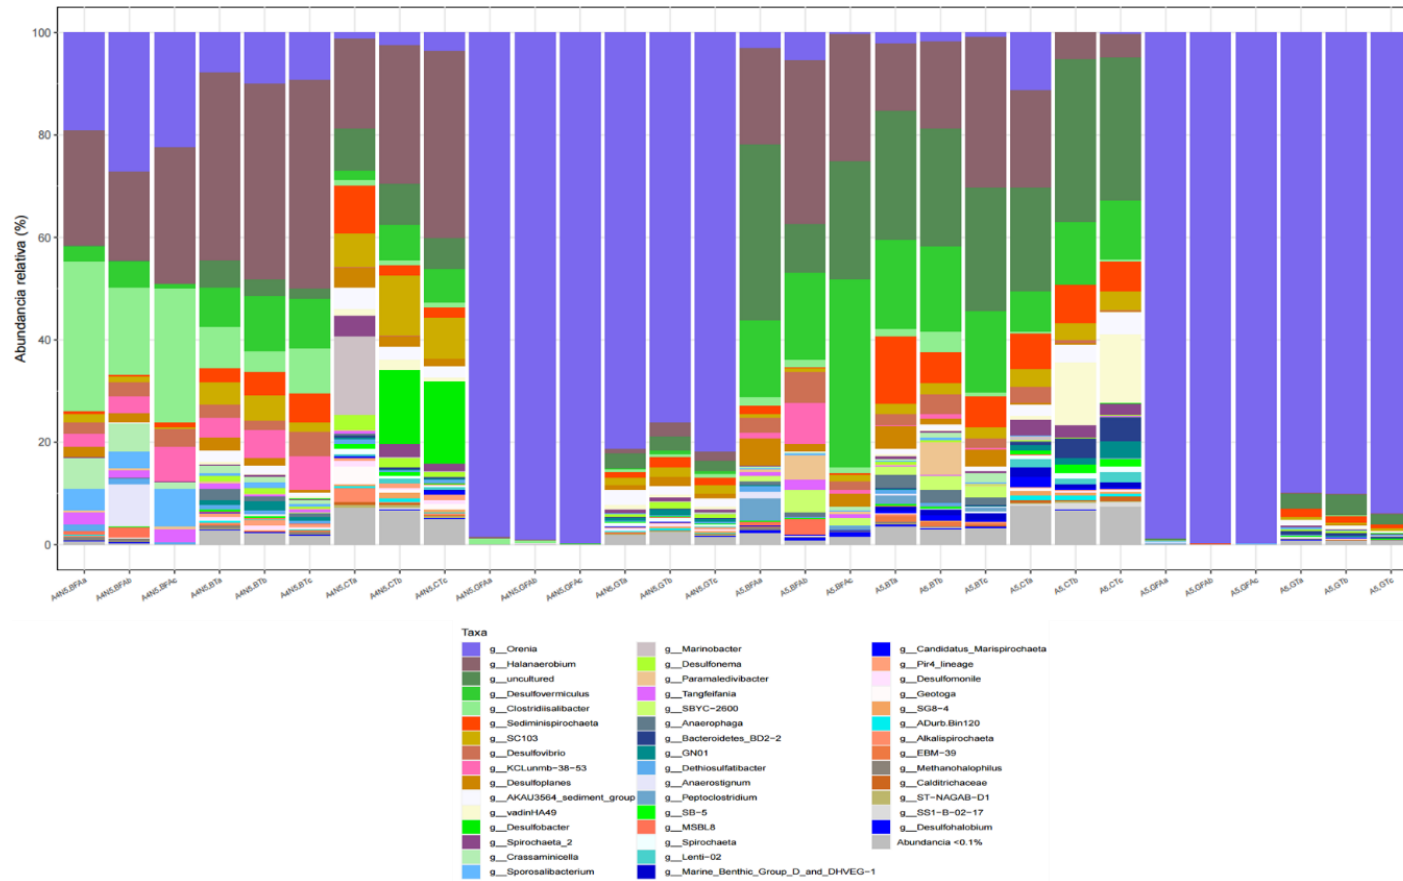 Abundancia relativa (%)
100
80
60
40
20
0
A4N5,BFAa A4N5,BFAb A4N5,BFAc A4N5,BTa A4N5,BTb A4N5,BTc A4N5,CTa A4N5,CTb A4N5,CTc A4N5,GFAa A4N5,GFAb A4N5,GFAc A4N5,GTa A4N5,GTb A4N5,GTc A5,BFAa A5,BFAb A5,BFAc A5,BTa A5,BTb A5,BTc A5,CTa A5,CTb A5,CTc A5,GFAa A5,GFAb A5,GFAc A5,GTa A5,GTb A5,GTc
Taxa
g__Orenia
g__Halanaerobium
g__uncultured
g__Desulfovermiculus
g__Clostridiisalibacter
g__Sediminispirochaeta
g__SC103
g__Desulfovibrio
g__KCLunmb-38-53
g__Desulfoplanes
g__AKAU3564_sediment_group
g__vadinHA49
g__Desulfobacter
g__Spirochaeta_2
g__Crassaminicella
g__Sporosalibacterium
g__Marinobacter
g__Desulfonema
g__Paramaledivibacter
g__Tangfeifania
g__SBYC-2600
g__Anaerophaga
g__Bacteroidetes_BD2-2
g__GN01
g__Dethiosulfatibacter
g__Anaerostignum
g__Peptoclostridium
g__SB-5
g__MSBL8
g__Spirochaeta
g__Lenti-02
g__Marine_Benthic_Group_D_and_DHVEG-1
g__Candidatus_Marispirochaeta
g__Pir4_lineage
g__Desulfomonile
g__Geotoga
g__SG8-4
g__ADurb.Bin120
g__Alkalispirochaeta
g__EBM-39
g__Methanohalophilus
g__Calditrichaceae
g__ST-NAGAB-D1
g__SS1-B-02-17
g__Desulfohalobium
Abundancia <0.1%